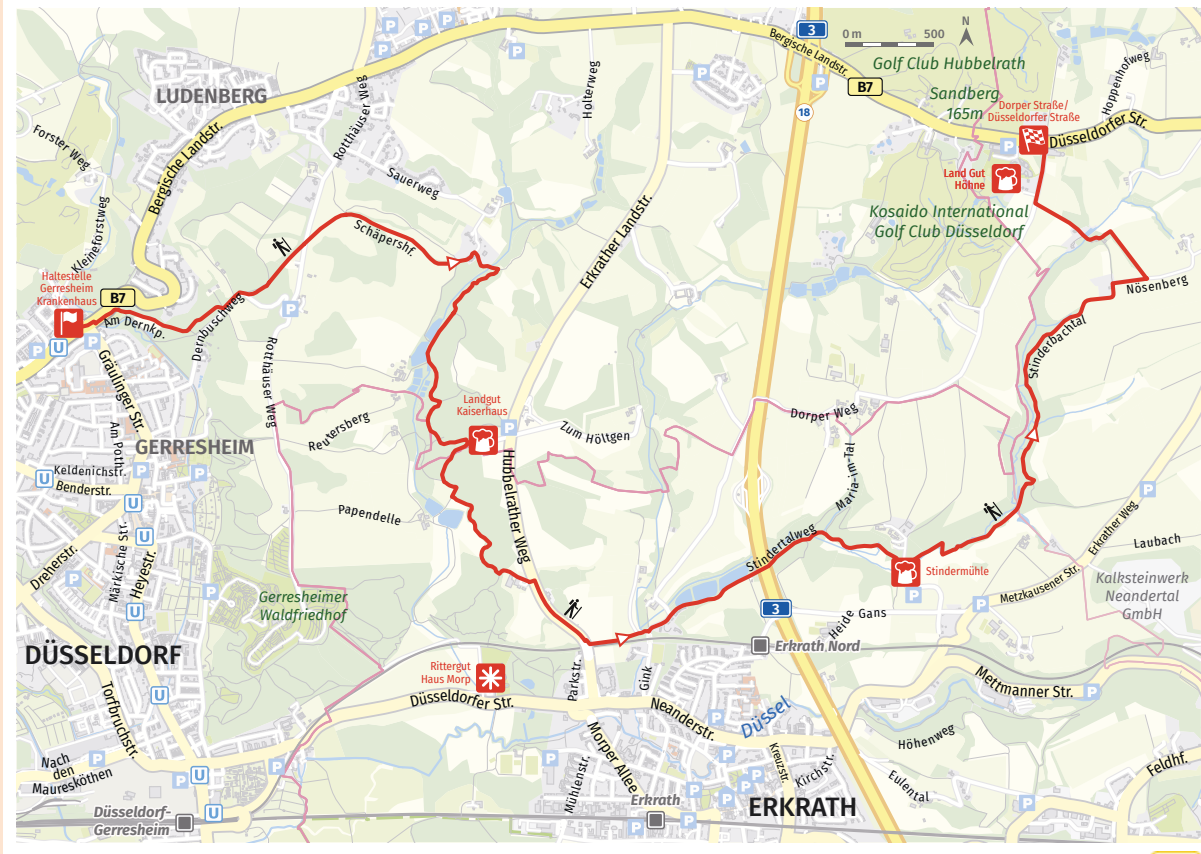 3
Bergische Landstr.
0 m 500
N
Golf Club Hubbelrath
B7
Sandberg
165m
Hoppenhofweg
Dorper Straße/
Düsseldorfer Straße
Düsseldorfer Str.
18
LUDENBERG
Rotthäuser Weg
Holterweg
Forster Weg
Bergische Landstr.
Sauerweg
Land Gut
Höhne
Kosaido International
Golf Club Düsseldorf
Kleineforstweg
Schäpershf.
Erkrather Landstr.
Haltestelle
Gerresheim
Krankenhaus
B7
Am Dernkp.
Dernbuschweg
Nösenberg
Stinderbachtal
Gräulinger Str.
Rotthäuser Weg
Landgut
Kaiserhaus
Reutersberg
Zum Höltgen
Dorper Weg
Am Poth
GERRESHEIM
Maria-im-Tal
Keldenichstr.
Benderstr.
Hubbelrather Weg
Papendelle
Märkische Str.
Heyestr.
Dreherstr.
Stindertalweg
Erkrather Weg
Laubach
Stindermühle
Metzkausener Str.
Kalksteinwerk
Neandertal
GmbH
Gerresheimer
Waldfriedhof
3
Heide
Gans
Erkrath Nord
DÜSSELDORF
Rittergut
Haus Morp
Düsseldorfer Str.
Parkstr.
Gink
Mettmanner Str.
Torfbruchstr.
Neanderstr.
Düssel
Morper Allee
Höhenweg
Nach
den
Mauresköthen
Mühlenstr.
Kreuzstr.
Kirchstr.
Eulental
Feldhf.
Düsseldorf-
Gerresheim
Erkrath
ERKRATH
P
U